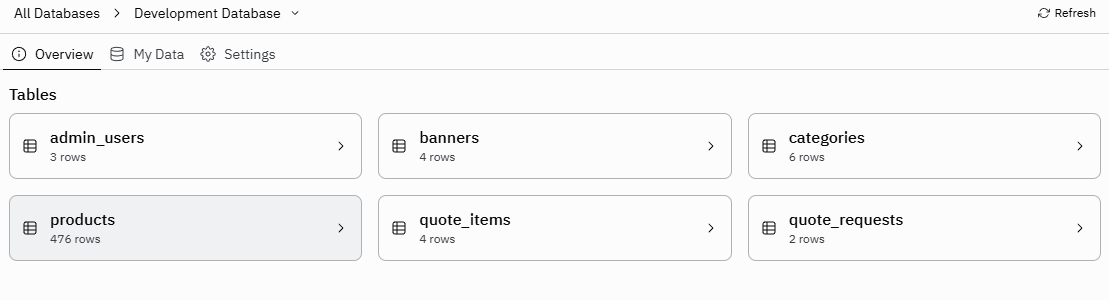 All Databases > Development Database
Refresh
Overview My Data Settings
Tables
admin_users
3 rows
banners
4 rows
categories
6 rows
products
476 rows
quote_items
4 rows
quote_requests
2 rows